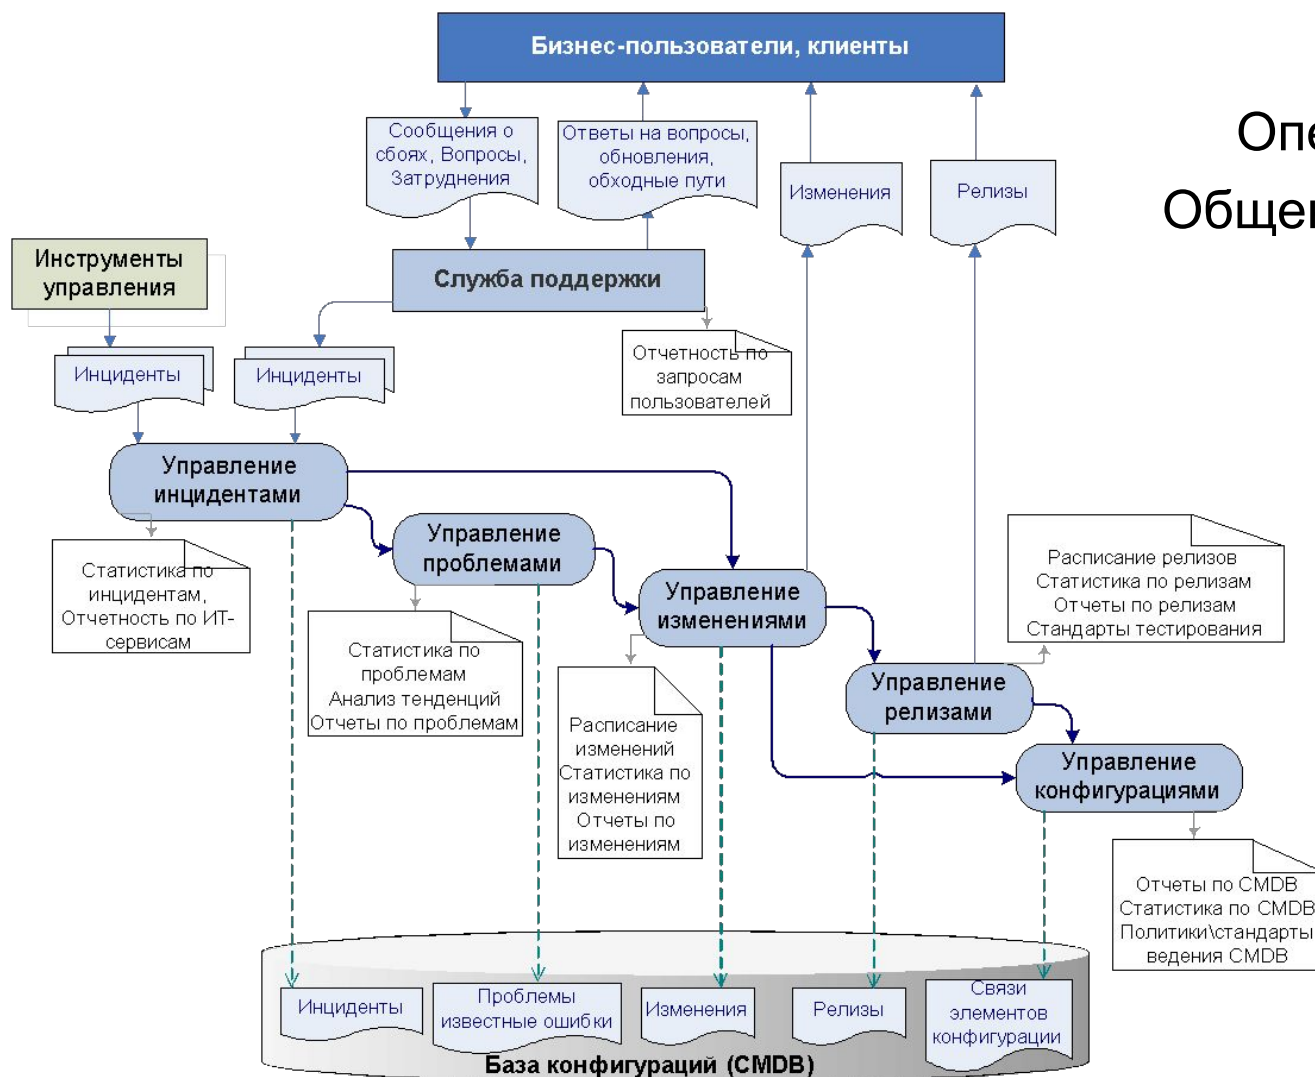 Бизнес-пользователи, клиенты
Сообщения о
сбоях, Вопросы,
Затруднения
Ответы на вопросы,
обновления,
обходные пути
Изменения
Релизы
Опе
Общеι
Инструменты
управления
Служба поддержки
Инциденты
Инциденты
Отчетность по
запросам
пользователей
Управление
инцидентами
Управление
проблемами
Статистика по
инцидентам,
Отчетность по ИТ-
сервисам
Расписание релизов
Статистика по релизам
Отчеты по релизам
Стандарты тестирования
Управление
изменениями
Статистика по
проблемам
Анализ тенденций
Отчеты по проблемам
Управление
релизами
Расписание
изменений
Статистика по
изменениям
Отчеты по
изменениям
Управление
конфигурациями
Отчеты по CMDB
Статистика по CMDB
Политики\стандарты
ведения CMDB
Инциденты
Проблемы
известные ошибки
Изменения
Релизы
Связи
элементов
конфигурации
База конфигураций (CMDB)